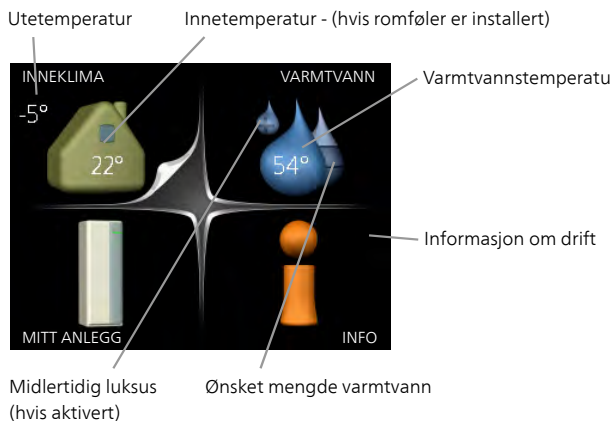 Utetemperatur
Innetemperatur - (hvis romføler er installert)
INNEKLIMA
VARMTVANN
Varmtvannstemperatu
-5°
22°
54°
Informasjon om drift
MITT ANLEGG
INFO
Midlertidig luksus
(hvis aktivert)
Ønsket mengde varmtvann